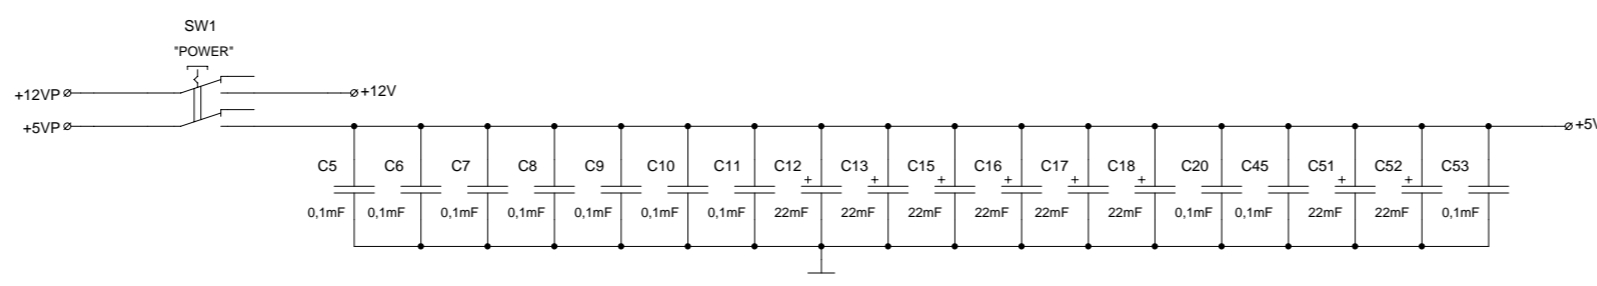 SW1
"POWER"
+12VP
+12V
+5VP
+5V
C5 C6 C7 C8 C9 C10 C11 C12 C13 C15 C16 C17 C18 C20 C45 C51 C52 C53
+ + + + + + + +
0,1mF 0,1mF 0,1mF 0,1mF 0,1mF 0,1mF 0,1mF 22mF 22mF 22mF 22mF 22mF 22mF 0,1mF 0,1mF 22mF 22mF 0,1mF